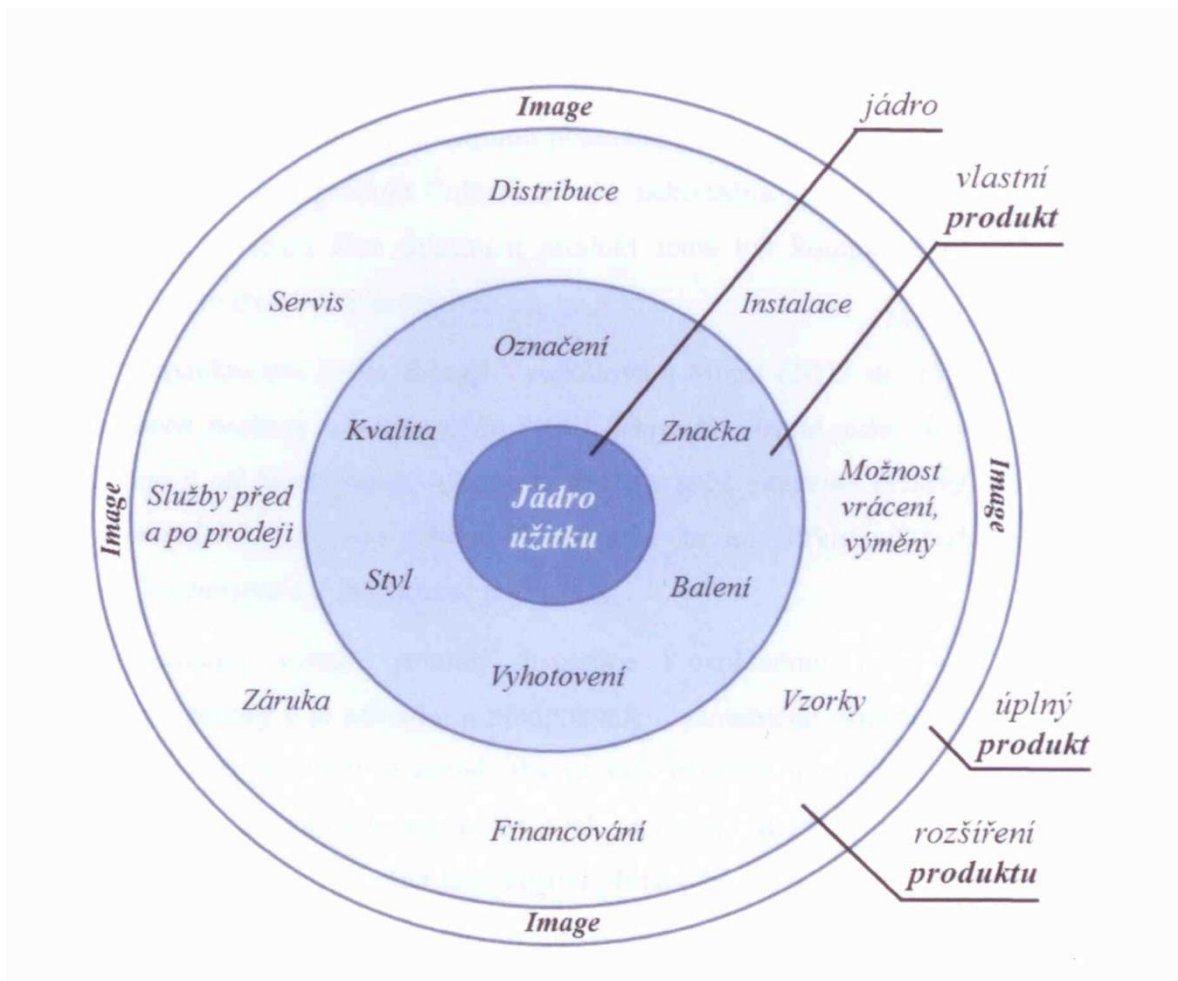 Image
jádro
vlastní
produkt
Distribuce
Servis
Instalace
Označení
Kvalita
Značka
Image
Služby před
a po prodeji
Jádro
užitku
Možnost
vrácení,
výměny
Image
Styl
Balení
Vyhotovení
Záruka
Vzorky
úplný
produkt
Financování
rozšíření
produktu
Image